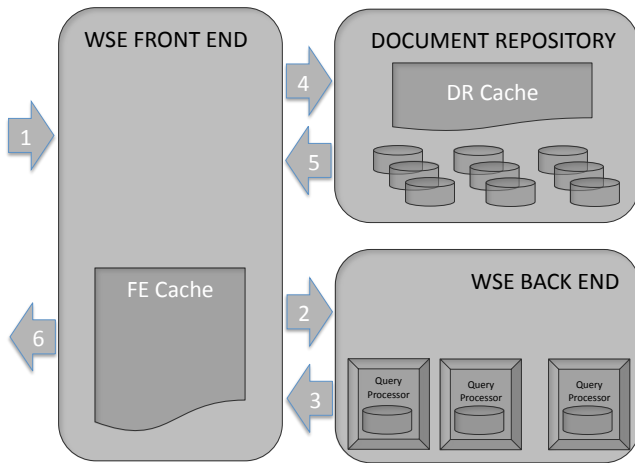 WSE FRONT END
DOCUMENT REPOSITORY
4
DR Cache
1
5
WSE BACK END
FE Cache
2
6
Query
Processor
Query
Processor
Query
Processor
3